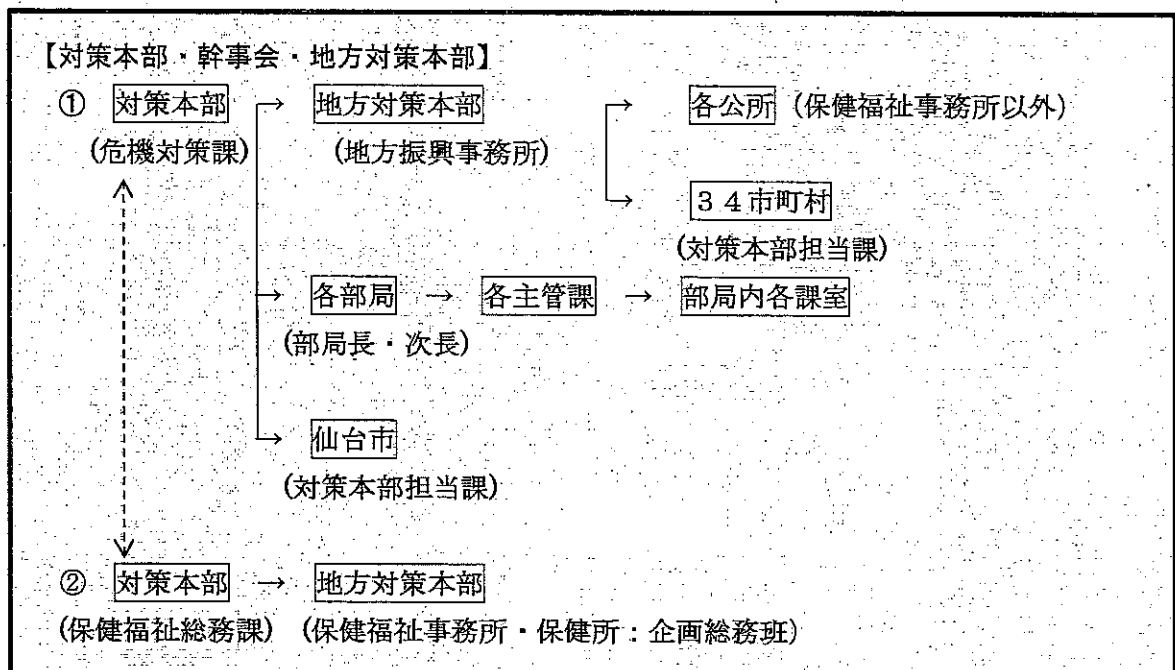 【対策本部・幹事会・地方対策本部】
① 対策本部 → 地方対策本部 → 各公所 (保健福祉事務所以外)
(危機対策課) (地方振興事務所)
→ 34市町村
(対策本部担当課)
→ 各部局 → 各主管課 → 部局内各課室
(部局長・次長)
→ 仙台市
(対策本部担当課)
② 対策本部 → 地方対策本部
(保健福祉総務課) (保健福祉事務所・保健所:企画総務班)